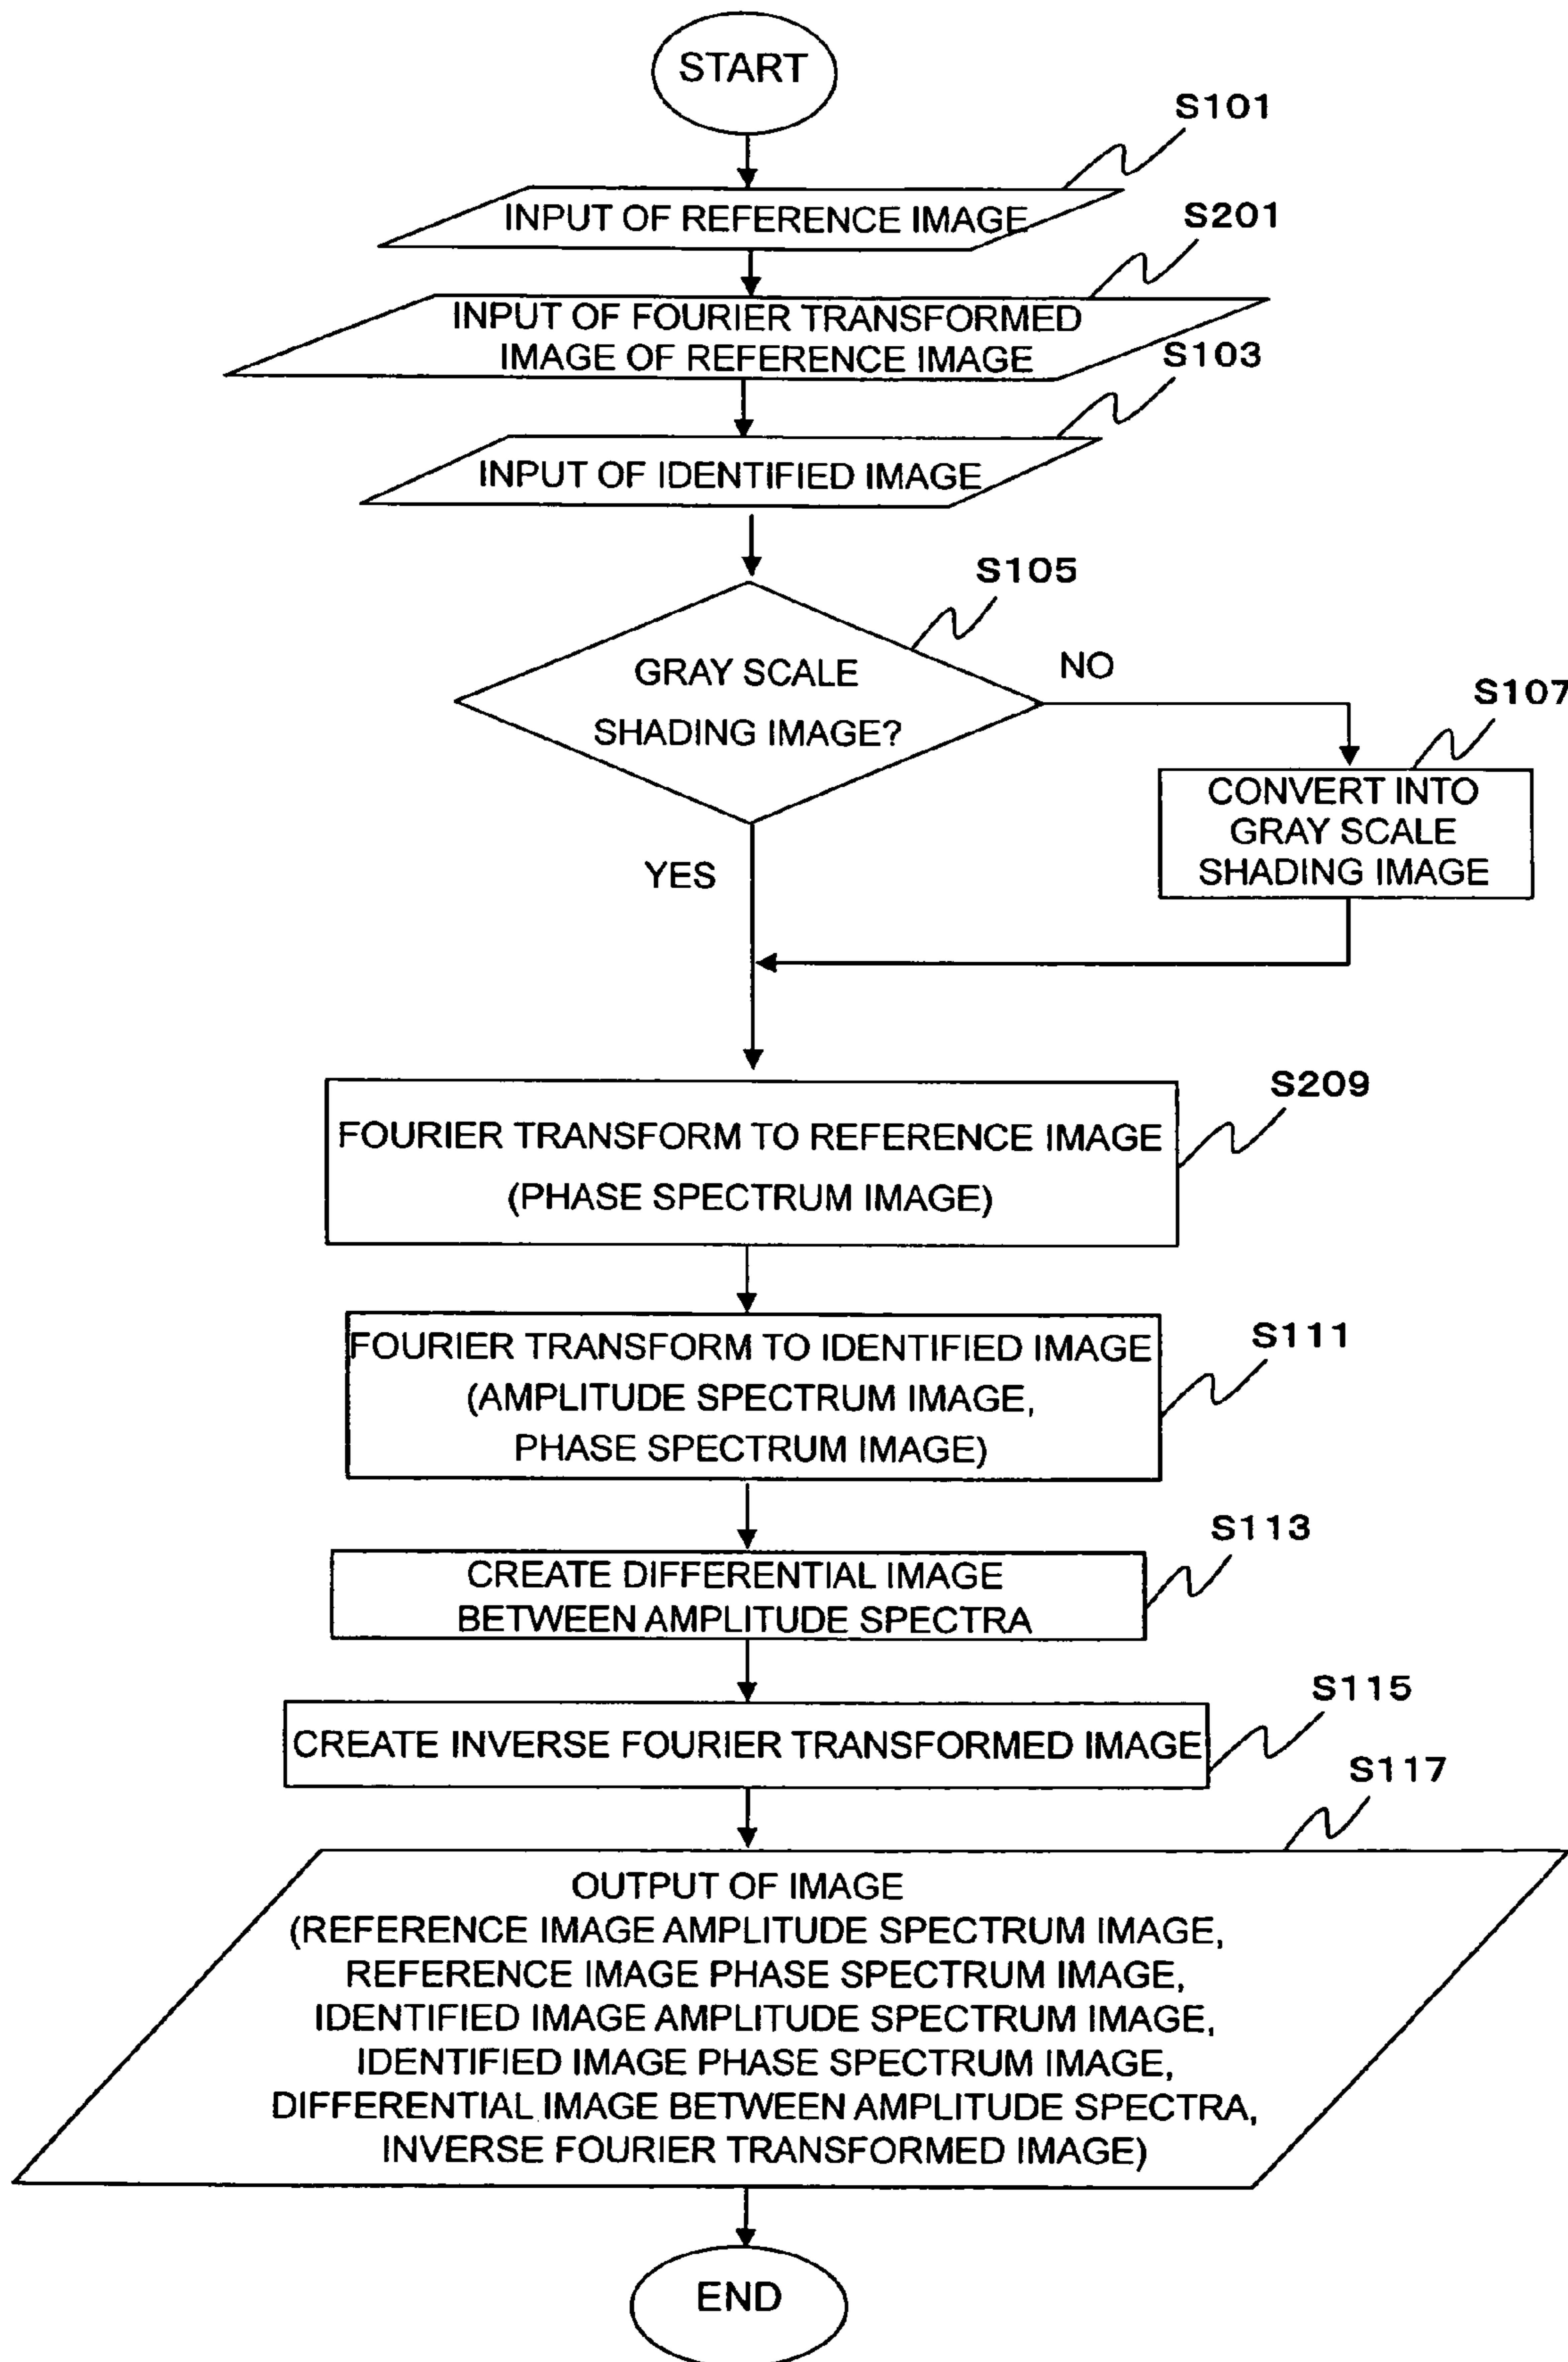 START
S101
INPUT OF REFERENCE IMAGE
S201
INPUT OF FOURIER TRANSFORMED
IMAGE OF REFERENCE IMAGE
S103
INPUT OF IDENTIFIED IMAGE
S105
GRAY SCALE
SHADING IMAGE?
NO
S107
CONVERT INTO
GRAY SCALE
SHADING IMAGE
YES
S209
FOURIER TRANSFORM TO REFERENCE IMAGE
(PHASE SPECTRUM IMAGE)
S111
FOURIER TRANSFORM TO IDENTIFIED IMAGE
(AMPLITUDE SPECTRUM IMAGE,
PHASE SPECTRUM IMAGE)
S113
CREATE DIFFERENTIAL IMAGE
BETWEEN AMPLITUDE SPECTRA
S115
CREATE INVERSE FOURIER TRANSFORMED IMAGE
S117
OUTPUT OF IMAGE
(REFERENCE IMAGE AMPLITUDE SPECTRUM IMAGE,
REFERENCE IMAGE PHASE SPECTRUM IMAGE,
IDENTIFIED IMAGE AMPLITUDE SPECTRUM IMAGE,
IDENTIFIED IMAGE PHASE SPECTRUM IMAGE,
DIFFERENTIAL IMAGE BETWEEN AMPLITUDE SPECTRA,
INVERSE FOURIER TRANSFORMED IMAGE)
END